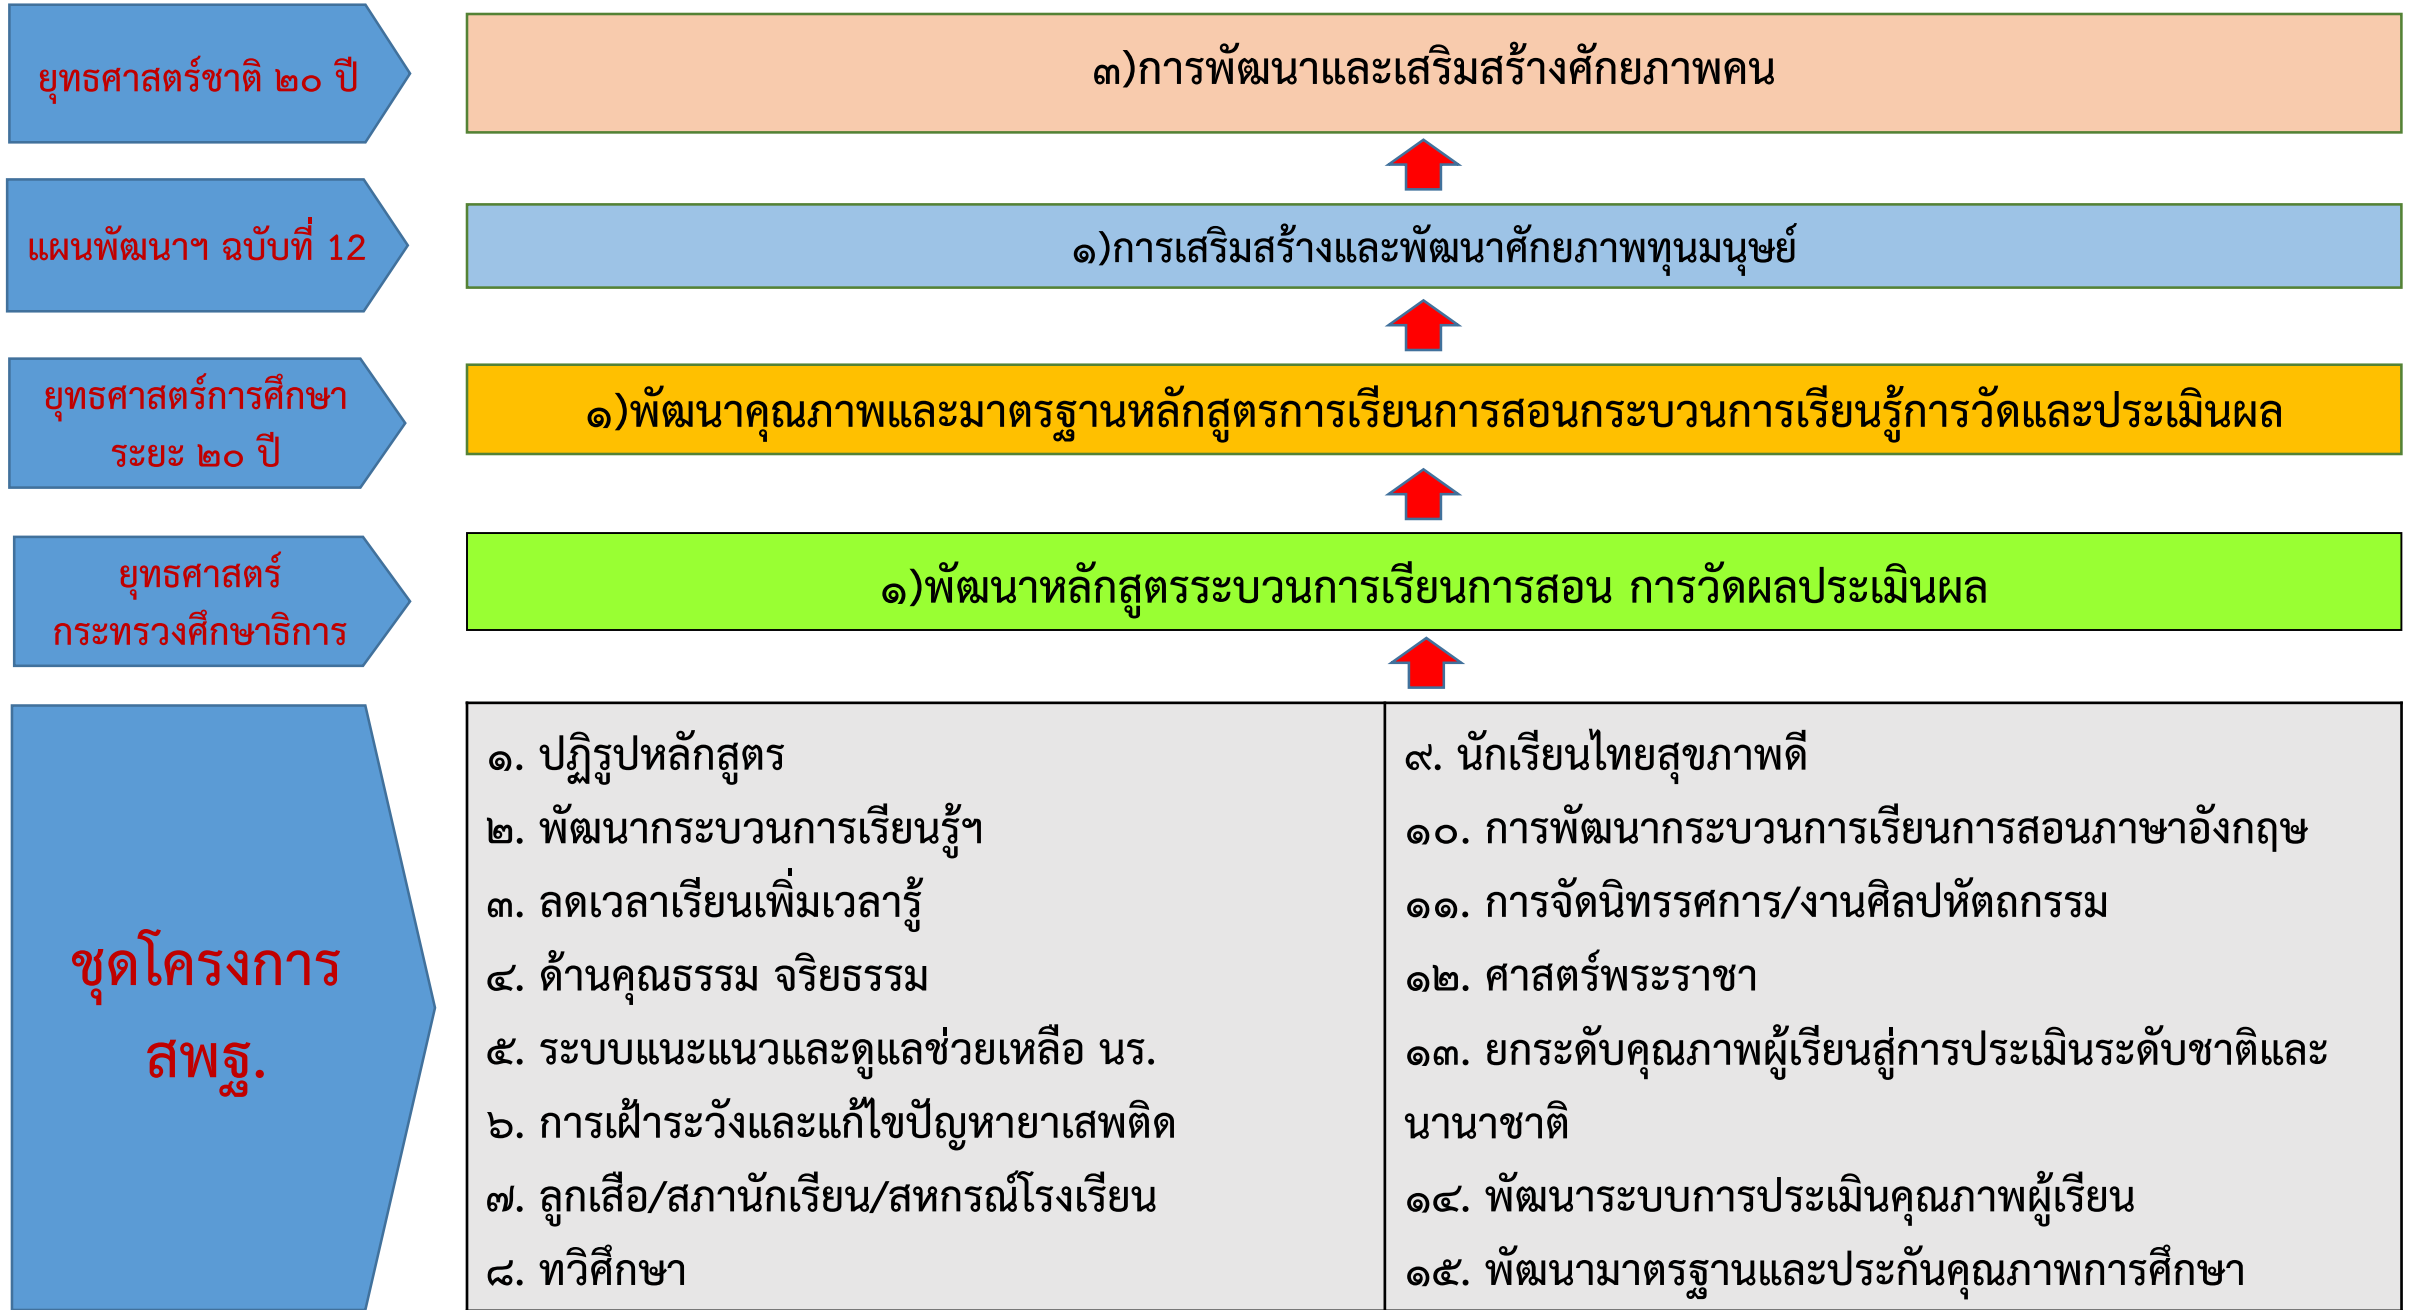 ยุทธศาสตร์ชาติ ๒๐ ปี
๓)การพัฒนาและเสริมสร้างศักยภาพคน
แผนพัฒนาฯ ฉบับที่ 12
๑)การเสริมสร้างและพัฒนาศักยภาพทุนมนุษย์
ยุทธศาสตร์การศึกษา
ระยะ ๒๐ ปี
๑)พัฒนาคุณภาพและมาตรฐานหลักสูตรการเรียนการสอนกระบวนการเรียนรู้การวัดและประเมินผล
ยุทธศาสตร์
กระทรวงศึกษาธิการ
๑)พัฒนาหลักสูตรระบวนการเรียนการสอน การวัดผลประเมินผล
ชุดโครงการ
สพฐ.
๑. ปฏิรูปหลักสูตร
๒. พัฒนากระบวนการเรียนรู้ฯ
๓. ลดเวลาเรียนเพิ่มเวลารู้
๔. ด้านคุณธรรม จริยธรรม
๕. ระบบแนะแนวและดูแลช่วยเหลือ นร.
๖. การเฝ้าระวังและแก้ไขปัญหายาเสพติด
๗. ลูกเสือ/สภานักเรียน/สหกรณ์โรงเรียน
๘. ทวิศึกษา
๙. นักเรียนไทยสุขภาพดี
๑๐. การพัฒนากระบวนการเรียนการสอนภาษาอังกฤษ
๑๑. การจัดนิทรรศการ/งานศิลปหัตถกรรม
๑๒. ศาสตร์พระราชา
๑๓. ยกระดับคุณภาพผู้เรียนสู่การประเมินระดับชาติและ
นานาชาติ
๑๔. พัฒนาระบบการประเมินคุณภาพผู้เรียน
๑๕. พัฒนามาตรฐานและประกันคุณภาพการศึกษา